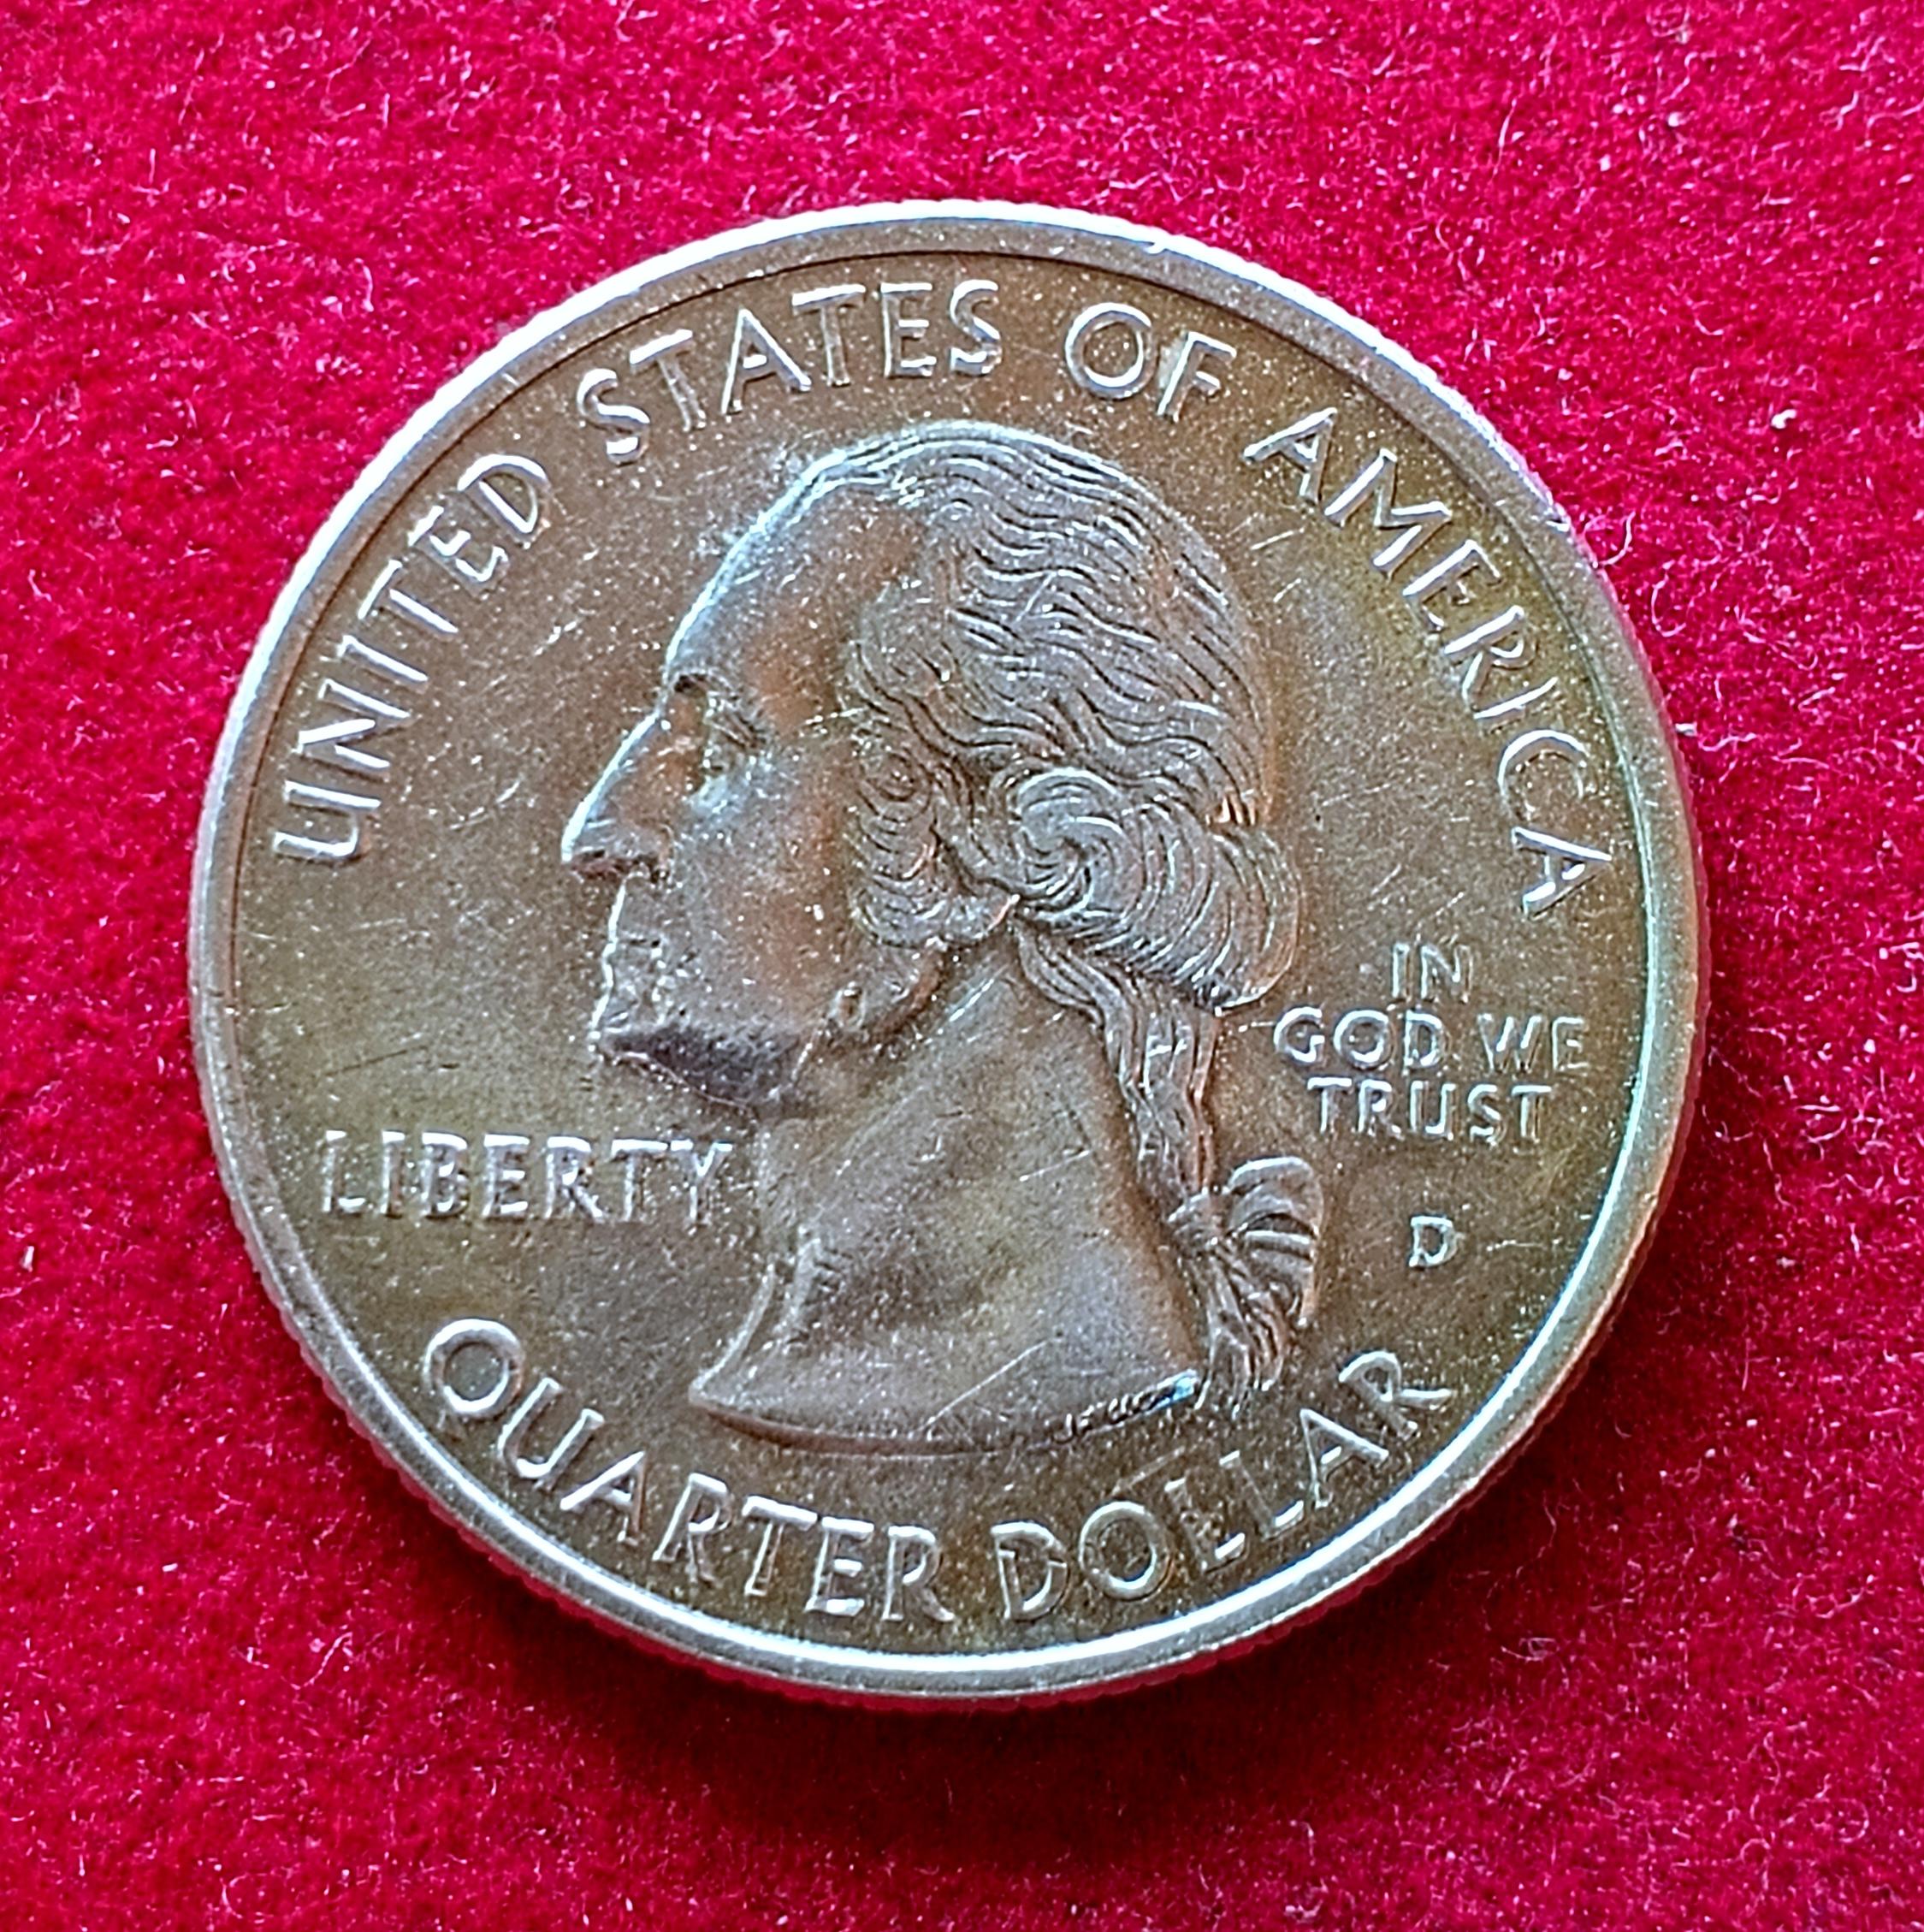 UNITED STATES OF AMERICA
LIBERTY
IN
GOD WE
TRUST
D
QUARTER DOLLAR